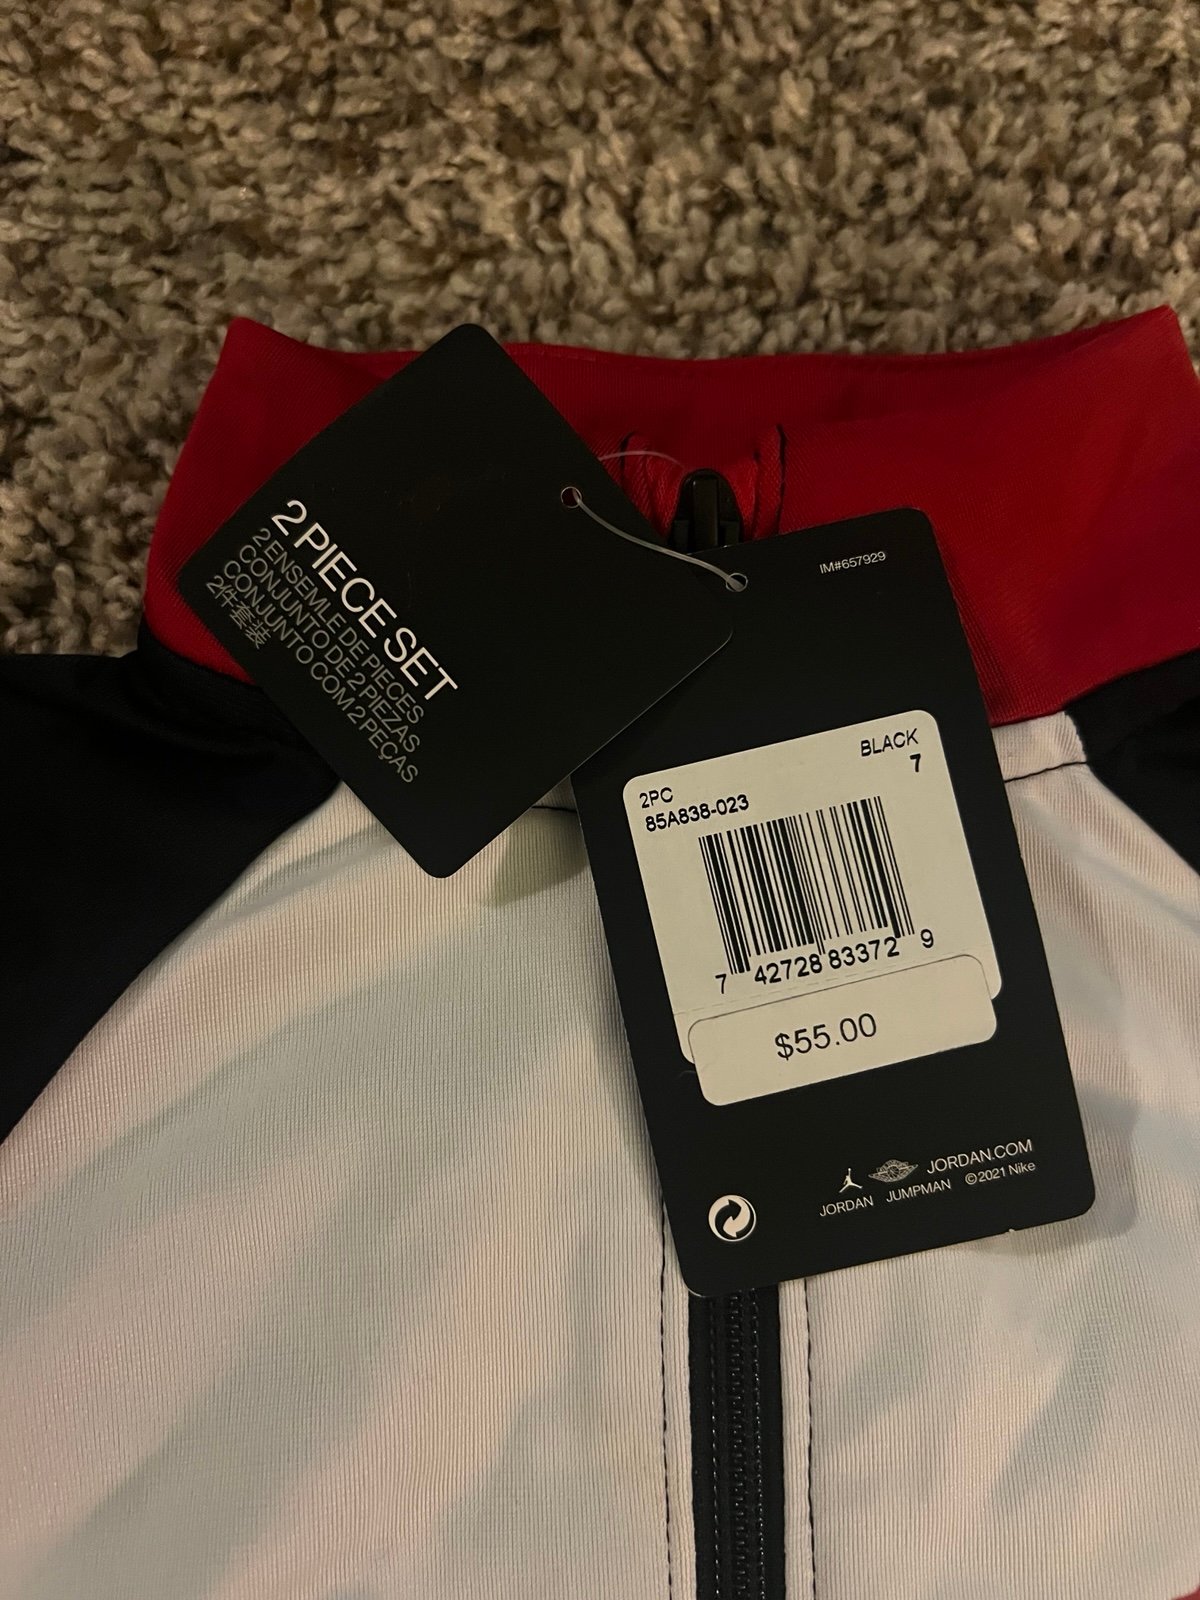 2 PIECE SET
2 ENSEMLE DE PIECES
CONJUNTO DE 2 PIEZAS
CONJUNTO COM 2 PEÇAS
2件套装
IM#657929
BLACK
7
2PC
85A838-023
7 42728 83372 9
$55.00
JORDAN.COM
JORDAN JUMPMAN ©2021 Nike